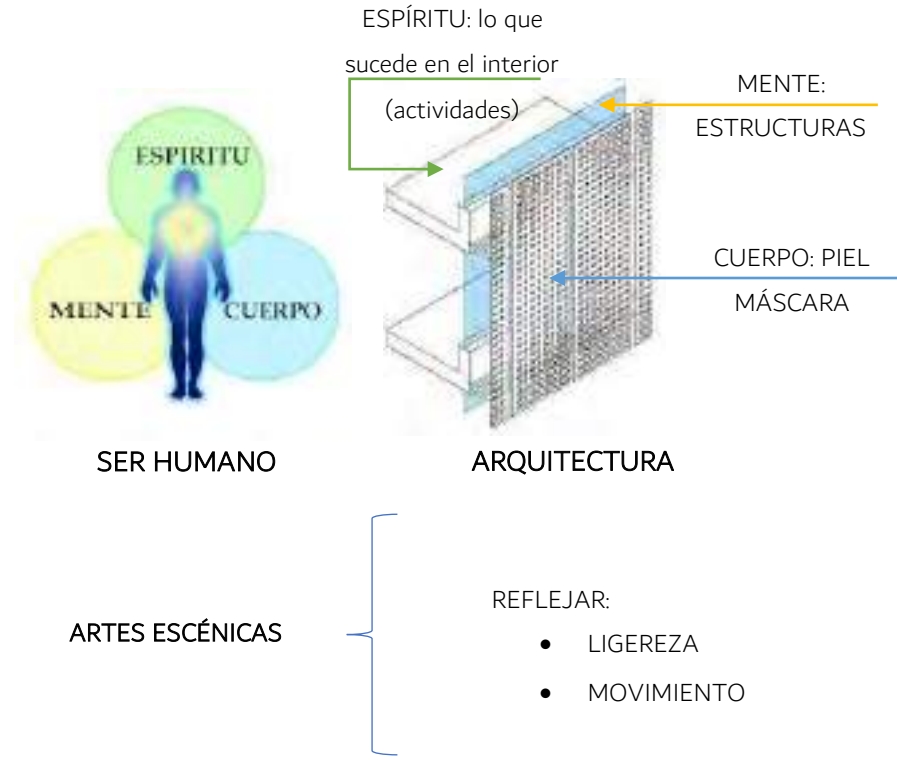 ESPÍRITU: lo que
sucede en el interior
(actividades)
MENTE:
ESTRUCTURAS
ESPIRITU
MENTE
CUERPO
CUERPO: PIEL
MÁSCARA
SER HUMANO
ARQUITECTURA
ARTES ESCÉNICAS
REFLEJAR:
• LIGEREZA
• MOVIMIENTO